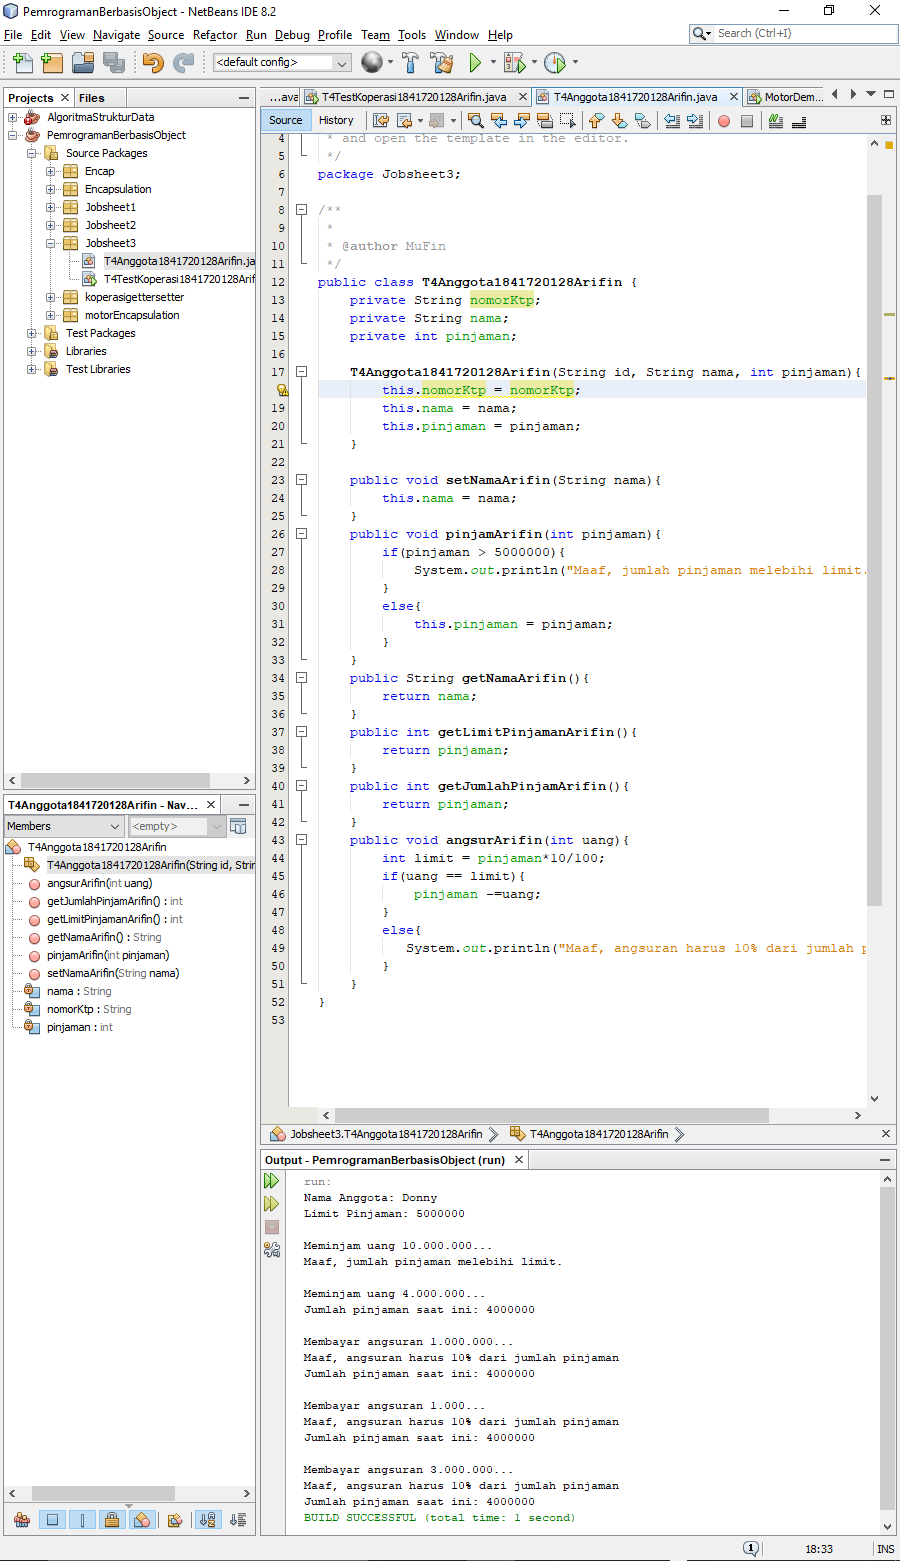 PemrogramanBerbasisObject - NetBeans IDE 8.2
File Edit View Navigate Source Refactor Run Debug Profile Team Tools Window Help
Search (Ctrl+I)
<default config>
Projects
Files
AlgoritmaStrukturData
PemrogramanBerbasisObject
Source Packages
Encap
Encapsulation
Jobsheet1
Jobsheet2
Jobsheet3
T4Anggota1841720128Arifin.ja
T4TestKoperasi1841720128Arif
koperasigettersetter
motorEncapsulation
Test Packages
Libraries
Test Libraries
T4Anggota1841720128Arifin - Nav...
Members
<empty>
T4Anggota1841720128Arifin
T4Anggota1841720128Arifin(String id, Strin
angsurArifin(int uang)
getJumlahPinjamArifin() : int
getLimitPinjamanArifin() : int
getNamaArifin() : String
pinjamArifin(int pinjaman)
setNamaArifin(String nama)
nama : String
nomorKtp : String
pinjaman : int
...ava
T4TestKoperasi1841720128Arifin.java
T4Anggota1841720128Arifin.java
MotorDem...
Source
History
4 * and open the template in the editor.
5 */
6 package Jobsheet3;
7
8 /**
9 *
10 * @author MuFin
11 */
12 public class T4Anggota1841720128Arifin {
13 private String nomorKtp;
14 private String nama;
15 private int pinjaman;
16
17 T4Anggota1841720128Arifin(String id, String nama, int pinjaman){
this.nomorKtp = nomorKtp;
19 this.nama = nama;
20 this.pinjaman = pinjaman;
21 }
22
23 public void setNamaArifin(String nama){
24 this.nama = nama;
25 }
26 public void pinjamArifin(int pinjaman){
27 if(pinjaman > 5000000){
28 System.out.println("Maaf, jumlah pinjaman melebihi limit.
29 }
30 else{
31 this.pinjaman = pinjaman;
32 }
33 }
34 public String getNamaArifin(){
35 return nama;
36 }
37 public int getLimitPinjamanArifin(){
38 return pinjaman;
39 }
40 public int getJumlahPinjamArifin(){
41 return pinjaman;
42 }
43 public void angsurArifin(int uang){
44 int limit = pinjaman*10/100;
45 if(uang == limit){
46 pinjaman -=uang;
47 }
48 else{
49 System.out.println("Maaf, angsuran harus 10% dari jumlah p
50 }
51 }
52 }
53
Jobsheet3.T4Anggota1841720128Arifin
T4Anggota1841720128Arifin
Output - PemrogramanBerbasisObject (run)
run:
Nama Anggota: Donny
Limit Pinjaman: 5000000
Meminjam uang 10.000.000...
Maaf, jumlah pinjaman melebihi limit.
Meminjam uang 4.000.000...
Jumlah pinjaman saat ini: 4000000
Membayar angsuran 1.000.000...
Maaf, angsuran harus 10% dari jumlah pinjaman
Jumlah pinjaman saat ini: 4000000
Membayar angsuran 1.000...
Maaf, angsuran harus 10% dari jumlah pinjaman
Jumlah pinjaman saat ini: 4000000
Membayar angsuran 3.000.000...
Maaf, angsuran harus 10% dari jumlah pinjaman
Jumlah pinjaman saat ini: 4000000
BUILD SUCCESSFUL (total time: 1 second)
1
18:33
INS